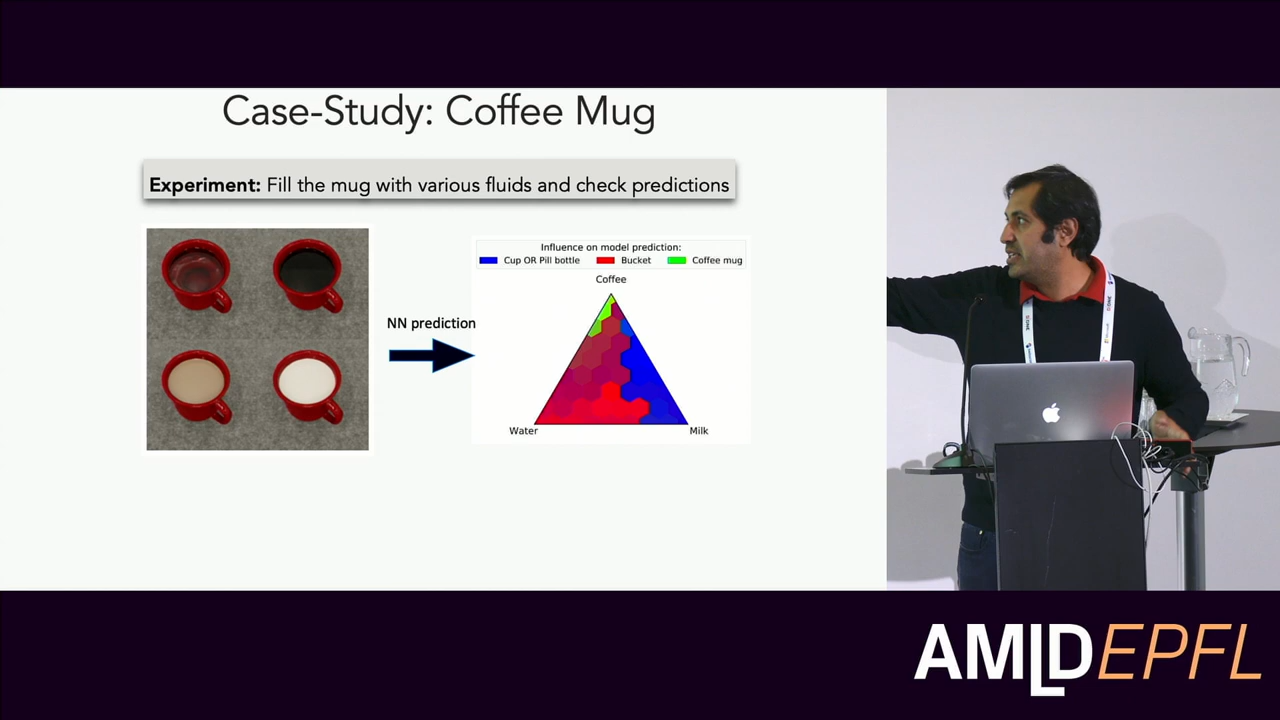 Case-Study: Coffee Mug
Experiment: Fill the mug with various fluids and check predictions
Influence on model prediction:
Cup OR Pill bottle Bucket Coffee mug
Coffee
NN prediction
Water Milk
AMLD EPFL